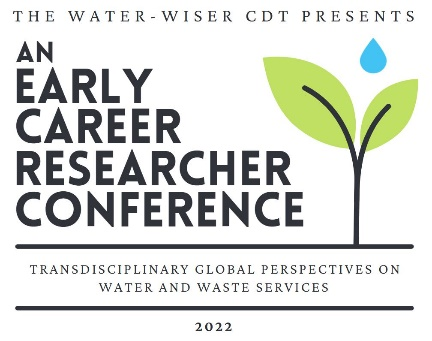 THE WATER-WISER CDT PRESENTS
AN
EARLY
CAREER
RESEARCHER
CONFERENCE
TRANSDISCIPLINARY GLOBAL PERSPECTIVES ON
WATER AND WASTE SERVICES
2022